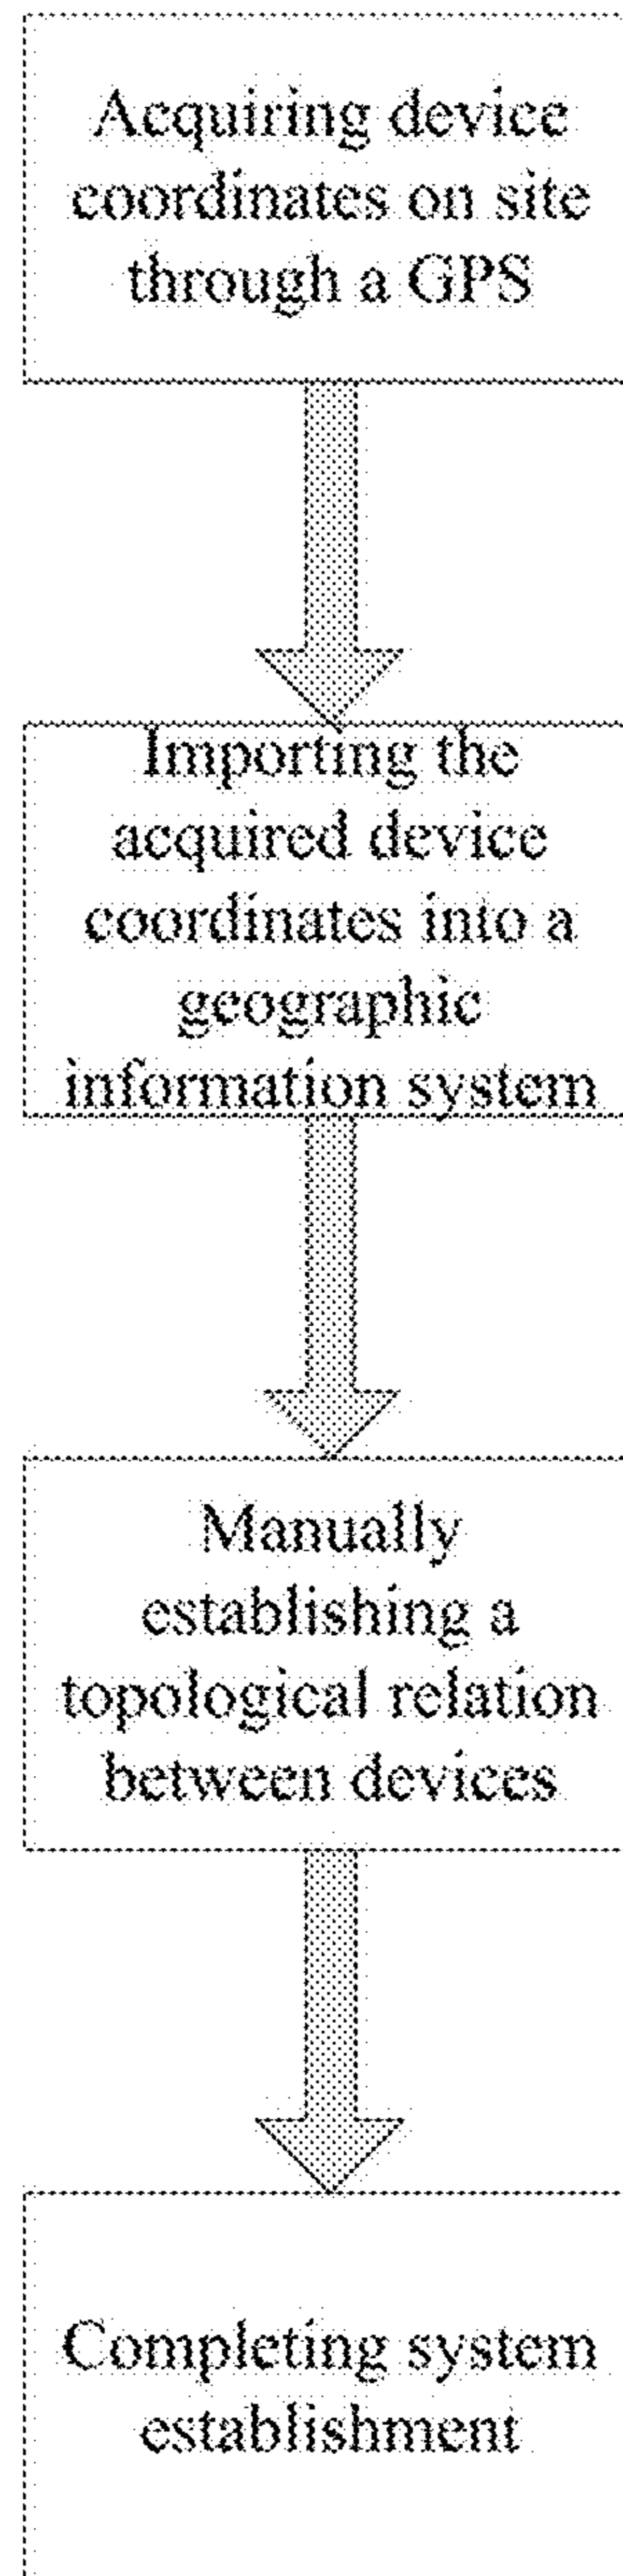 Acquiring device
coordinates on site
through a GPS
Importing the
acquired device
coordinates into a
geographic
information system
Manually
establishing a
topological relation
between devices
Completing system
establishment